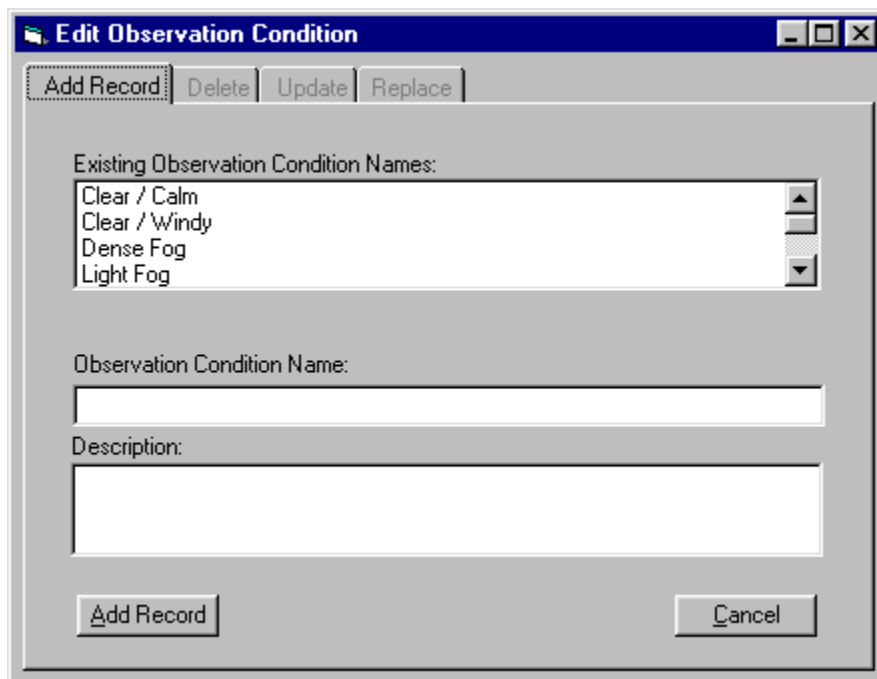 Edit Observation Condition
Add Record Delete Update Replace
Existing Observation Condition Names:
Clear / Calm
Clear / Windy
Dense Fog
Light Fog
Observation Condition Name:
Description:
Add Record Cancel